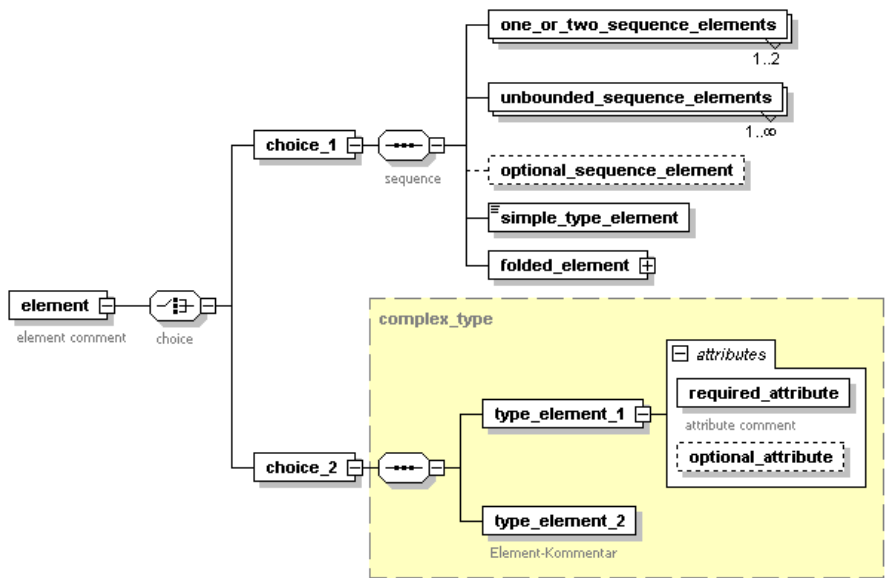 one_or_two_sequence_elements
1..2
unbounded_sequence_elements
1..∞
choice_1
sequence
optional_sequence_element
simple_type_element
folded_element
element
element comment
choice
complex_type
attributes
required_attribute
attribute comment
type_element_1
optional_attribute
choice_2
type_element_2
Element-Kommentar